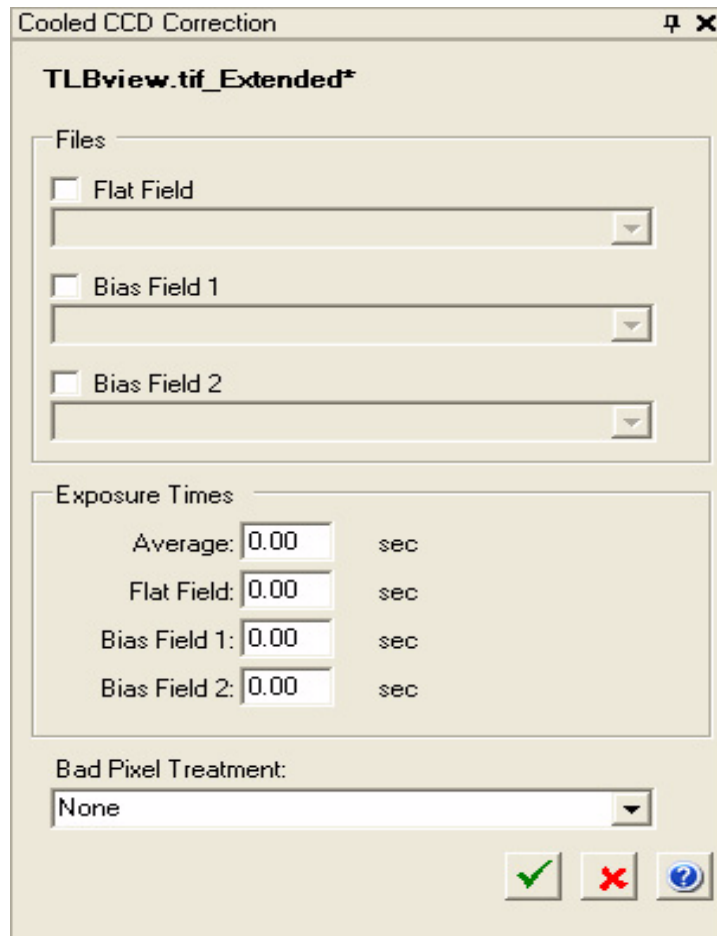 Cooled CCD Correction
TLBview.tif_Extended*
Files
Flat Field
Bias Field 1
Bias Field 2
Exposure Times
Average: 0.00 sec
Flat Field: 0.00 sec
Bias Field 1: 0.00 sec
Bias Field 2: 0.00 sec
Bad Pixel Treatment:
None